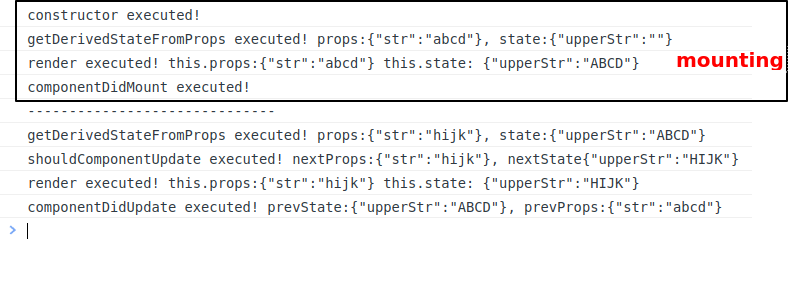 constructor executed!
getDerivedStateFromProps executed! props:{"str":"abcd"}, state:{"upperStr":""}
render executed! this.props:{"str":"abcd"} this.state: {"upperStr":"ABCD"}
mounting
componentDidMount executed!
------------------------------
getDerivedStateFromProps executed! props:{"str":"hijk"}, state:{"upperStr":"ABCD"}
shouldComponentUpdate executed! nextProps:{"str":"hijk"}, nextState{"upperStr":"HIJK"}
render executed! this.props:{"str":"hijk"} this.state: {"upperStr":"HIJK"}
componentDidUpdate executed! prevState:{"upperStr":"ABCD"}, prevProps:{"str":"abcd"}
>